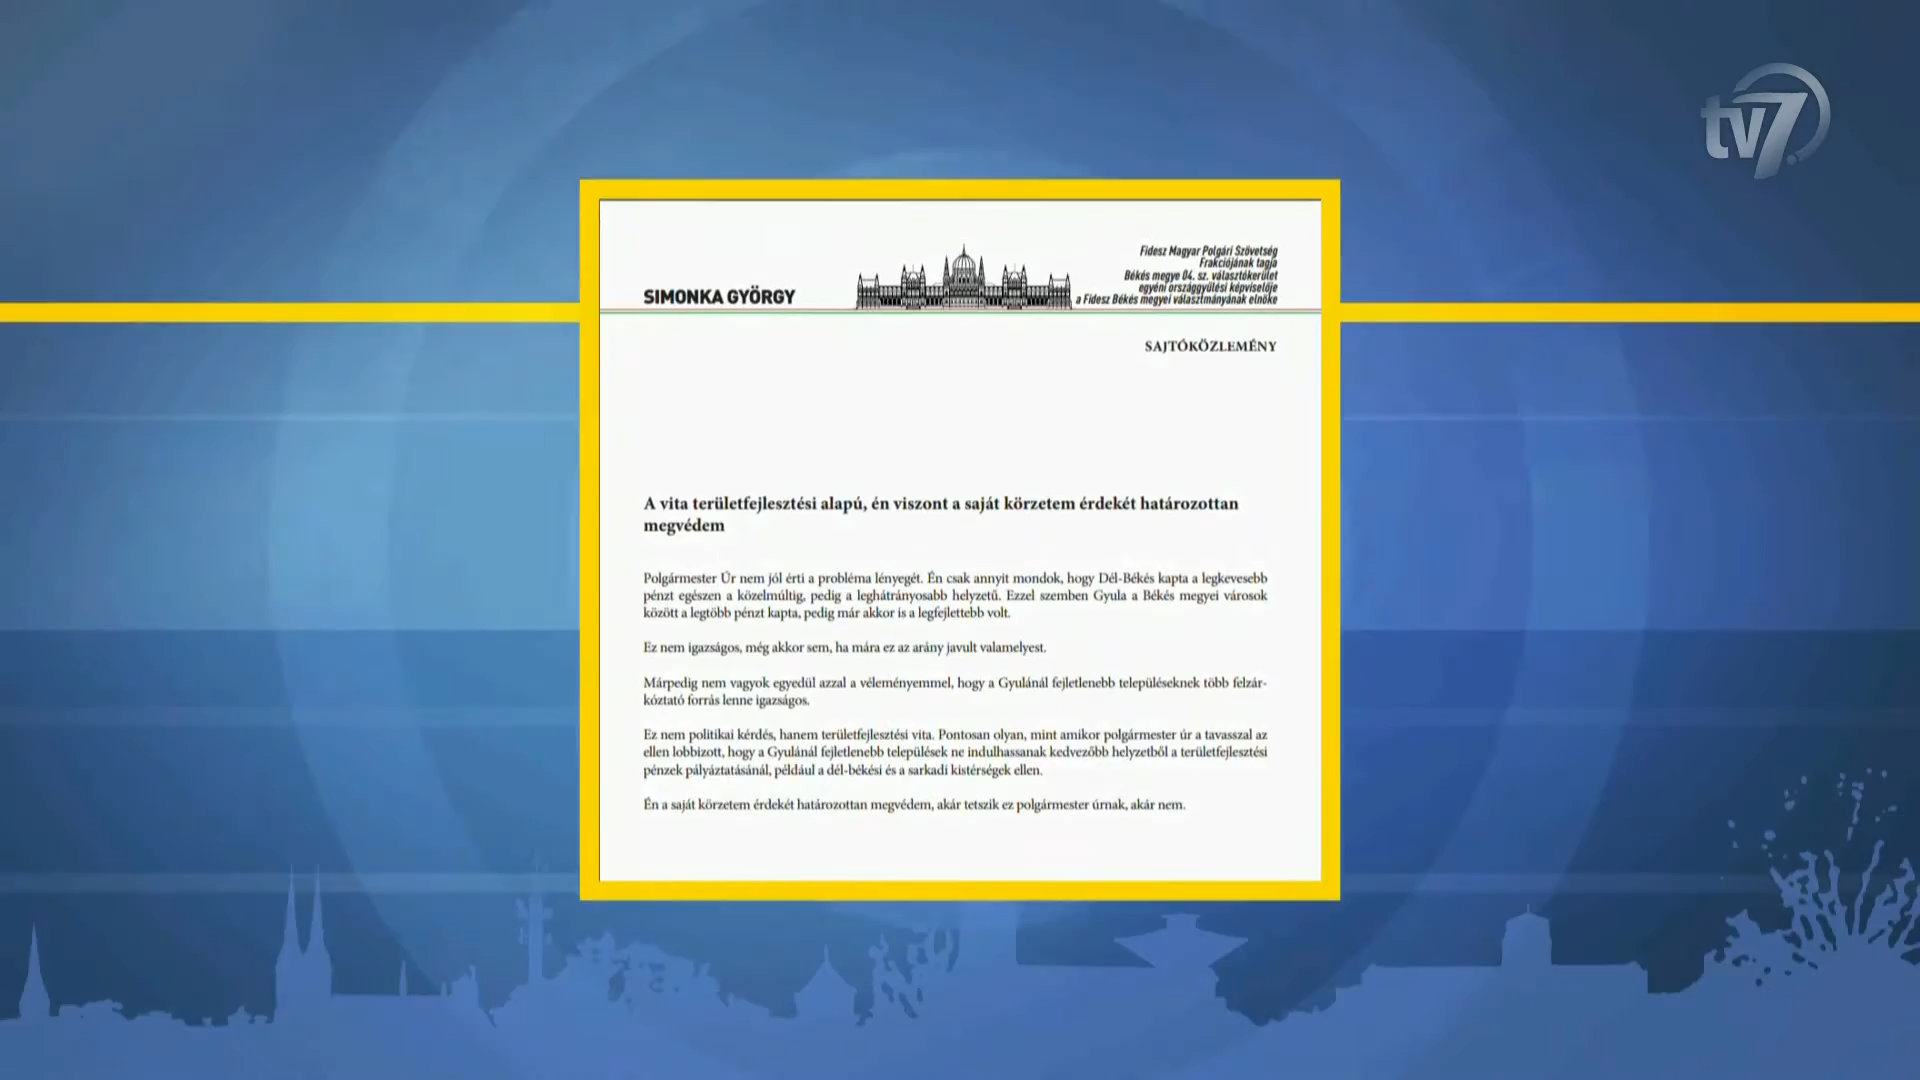 tv7
Fidesz Magyar Polgári Szövetség
Frakciójának tagja
Békés megye 04. sz. választókerület
egyéni országgyűlési képviselője
a Fidesz Békés megyei választmányának elnöke
SIMONKA GYÖRGY
SAJTÓKÖZLEMÉNY
A vita területfejlesztési alapú, én viszont a saját körzetem érdekét határozottan
megvédem
Polgármester Úr nem jól érti a probléma lényegét. Én csak annyit mondok, hogy Dél-Békés kapta a legkevesebb
pénzt egészen a közelmúltig, pedig a leghátrányosabb helyzetű. Ezzel szemben Gyula a Békés megyei városok
között a legtöbb pénzt kapta, pedig már akkor is a legfejlettebb volt.
Ez nem igazságos, még akkor sem, ha mára ez az arány javult valamelyest.
Márpedig nem vagyok egyedül azzal a véleményemmel, hogy a Gyulánál fejletlenebb településeknek több felzár-
kóztató forrás lenne igazságos.
Ez nem politikai kérdés, hanem területfejlesztési vita. Pontosan olyan, mint amikor polgármester úr a tavasszal az
ellen lobbizott, hogy a Gyulánál fejletlenebb települések ne indulhassanak kedvezőbb helyzetből a területfejlesztési
pénzek pályáztatásánál, például a dél-békési és a sarkadi kistérségek ellen.
Én a saját körzetem érdekét határozottan megvédem, akár tetszik ez polgármester úrnak, akár nem.